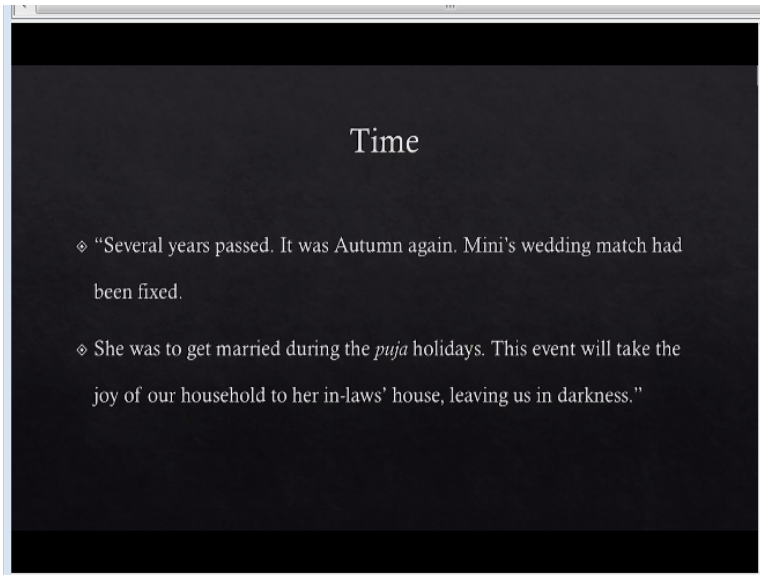 Time
“Several years passed. It was Autumn again. Mini’s wedding match had
been fixed.
She was to get married during the puja holidays. This event will take the
joy of our household to her in-laws’ house, leaving us in darkness.”